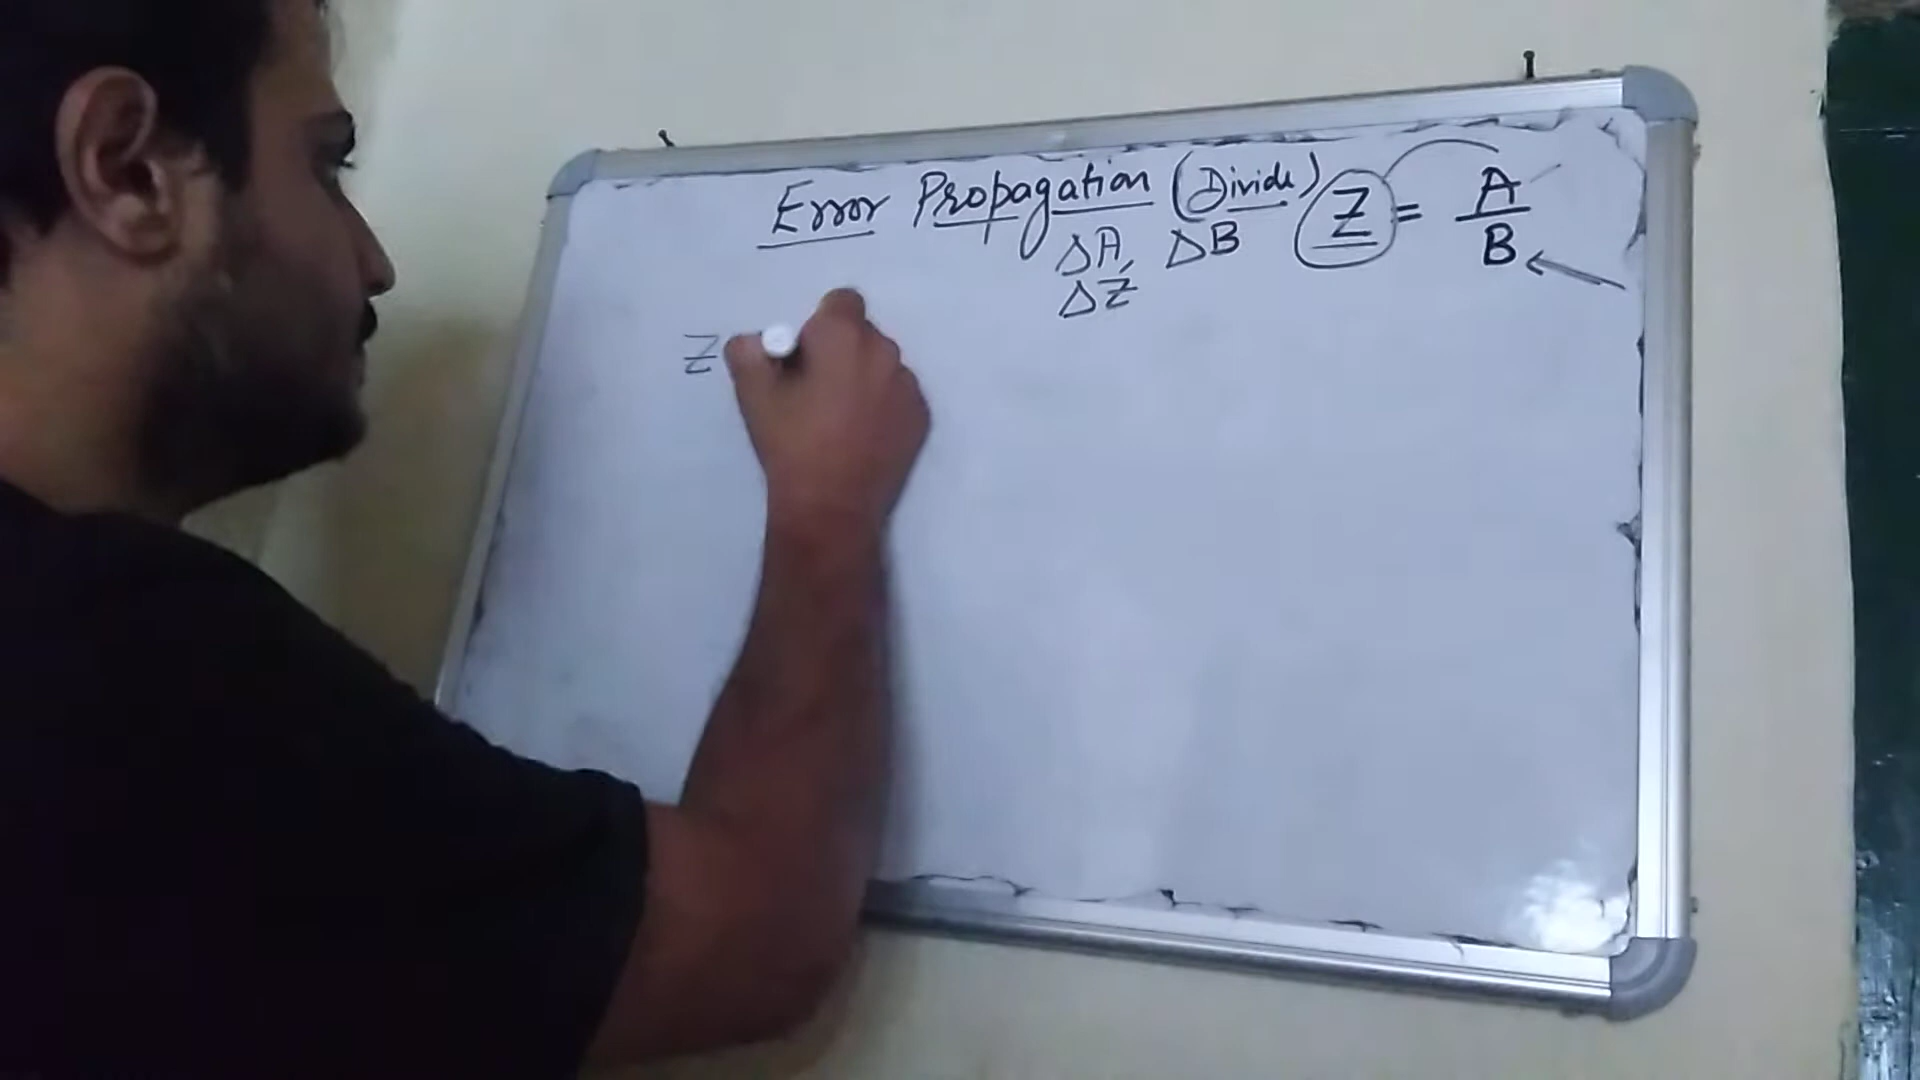 Error Propagation (Divide) Z = A/B
ΔA, ΔB
ΔZ
Z